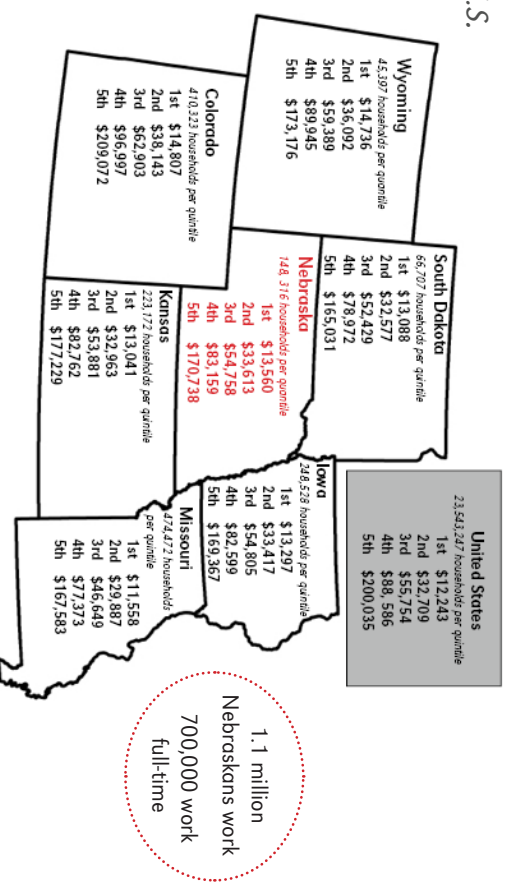 .S.
Wyoming
45,397 households per quantile
1st $14,736
2nd $36,092
3rd $59,389
4th $89,945
5th $173,176
South Dakota
66,707 households per quintile
1st $13,088
2nd $32,577
3rd $52,429
4th $78,972
5th $165,031
United States
23,543,247 households per quintile
1st $12,243
2nd $32,709
3rd $55,754
4th $88, 586
5th $200,035
Nebraska
148, 316 households per quantile
1st $13,560
2nd $33,613
3rd $54,758
4th $83,159
5th $170,738
Iowa
248,528 households per quintile
1st $13,297
2nd $33,417
3rd $54,805
4th $82,599
5th $169,367
Colorado
410,323 households per quintile
1st $14,807
2nd $38,143
3rd $62,903
4th $96,997
5th $209,072
Kansas
223,172 households per quintile
1st $13,041
2nd $32,963
3rd $53,881
4th $82,762
5th $177,229
Missouri
474,472 households
per quintile
1st $11,558
2nd $29,887
3rd $46,649
4th $77,373
5th $167,583
1.1 million
Nebraskans work
700,000 work
full-time